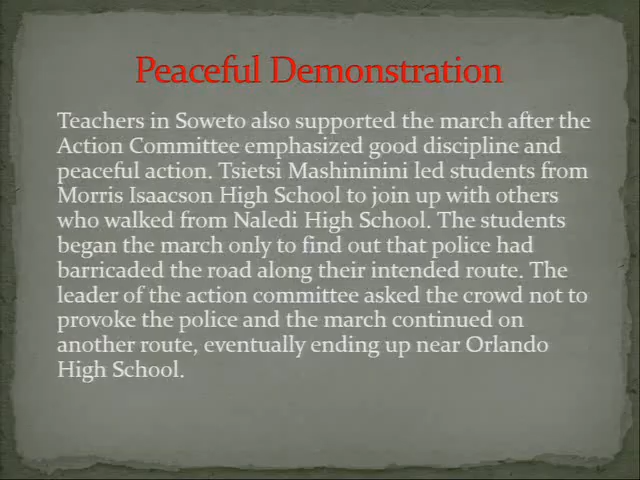 Peaceful Demonstration
Teachers in Soweto also supported the march after the
Action Committee emphasized good discipline and
peaceful action. Tsietsi Mashininini led students from
Morris Isaacson High School to join up with others
who walked from Naledi High School. The students
began the march only to find out that police had
barricaded the road along their intended route. The
leader of the action committee asked the crowd not to
provoke the police and the march continued on
another route, eventually ending up near Orlando
High School.